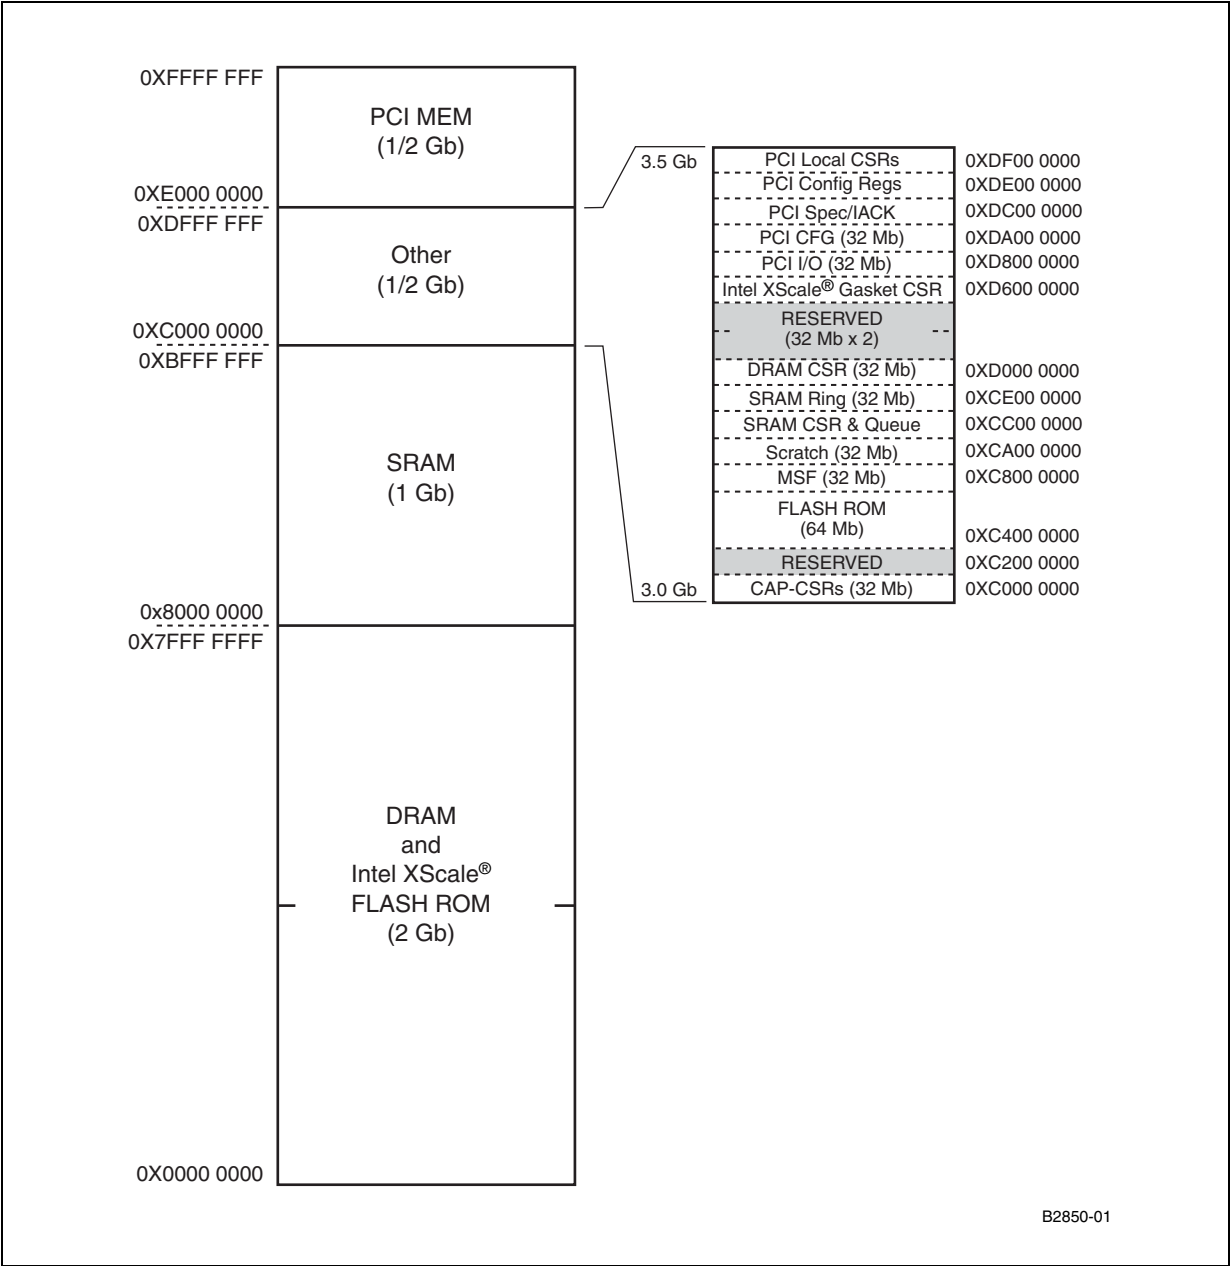 0XFFFF FFF
PCI MEM
(1/2 Gb)
0XE000 0000
0XDFFF FFF
Other
(1/2 Gb)
0XC000 0000
0XBFFF FFF
SRAM
(1 Gb)
0x8000 0000
0X7FFF FFFF
DRAM
and
Intel XScale®
FLASH ROM
(2 Gb)
0X0000 0000
3.5 Gb
PCI Local CSRs 0XDF00 0000
PCI Config Regs 0XDE00 0000
PCI Spec/IACK 0XDC00 0000
PCI CFG (32 Mb) 0XDA00 0000
PCI I/O (32 Mb) 0XD800 0000
Intel XScale® Gasket CSR 0XD600 0000
RESERVED
(32 Mb x 2)
DRAM CSR (32 Mb) 0XD000 0000
SRAM Ring (32 Mb) 0XCE00 0000
SRAM CSR & Queue 0XCC00 0000
Scratch (32 Mb) 0XCA00 0000
MSF (32 Mb) 0XC800 0000
FLASH ROM
(64 Mb) 0XC400 0000
RESERVED 0XC200 0000
3.0 Gb CAP-CSRs (32 Mb) 0XC000 0000
B2850-01